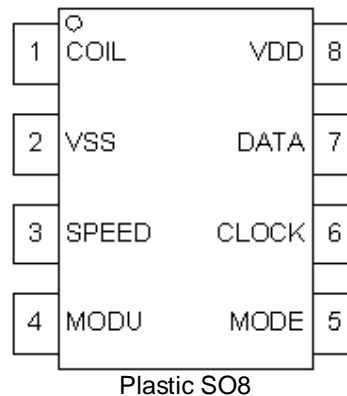 1 COIL VDD 8
2 VSS DATA 7
3 SPEED CLOCK 6
4 MODU MODE 5
Plastic SO8